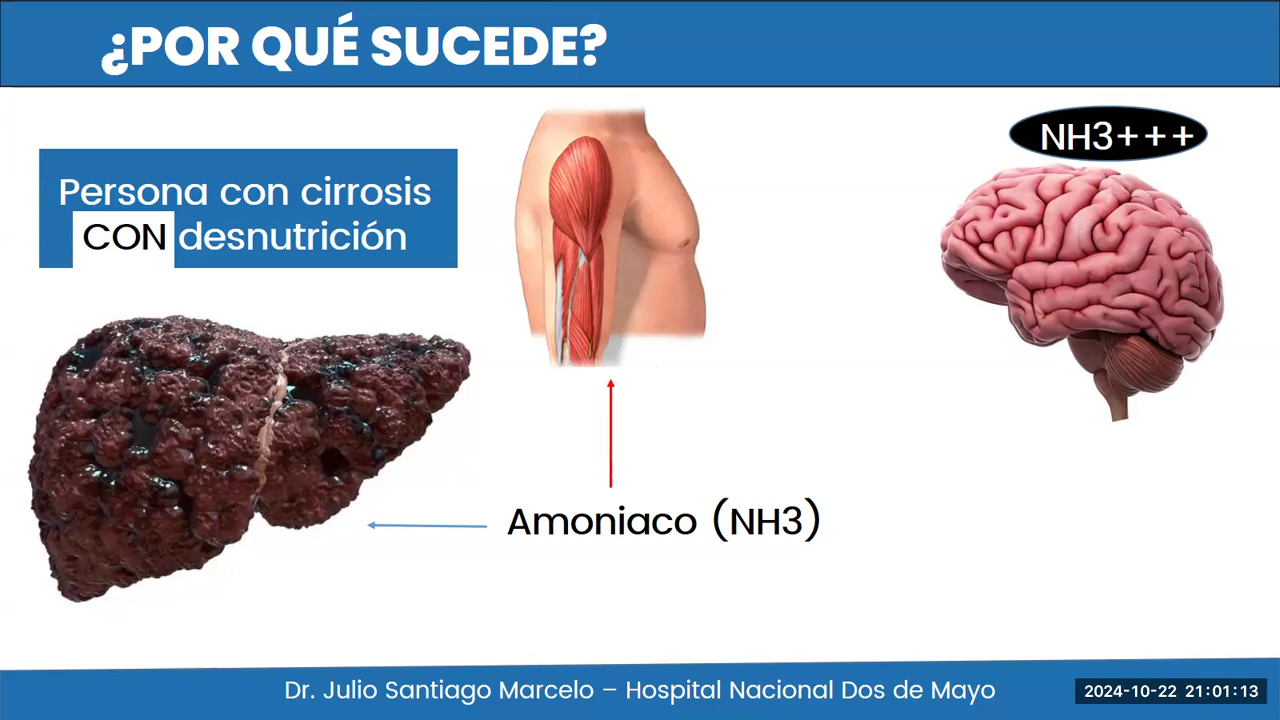 ¿POR QUÉ SUCEDE?
Persona con cirrosis
CON desnutrición
NH3+++
Amoniaco (NH3)
Dr. Julio Santiago Marcelo – Hospital Nacional Dos de Mayo
2024-10-22 21:01:13